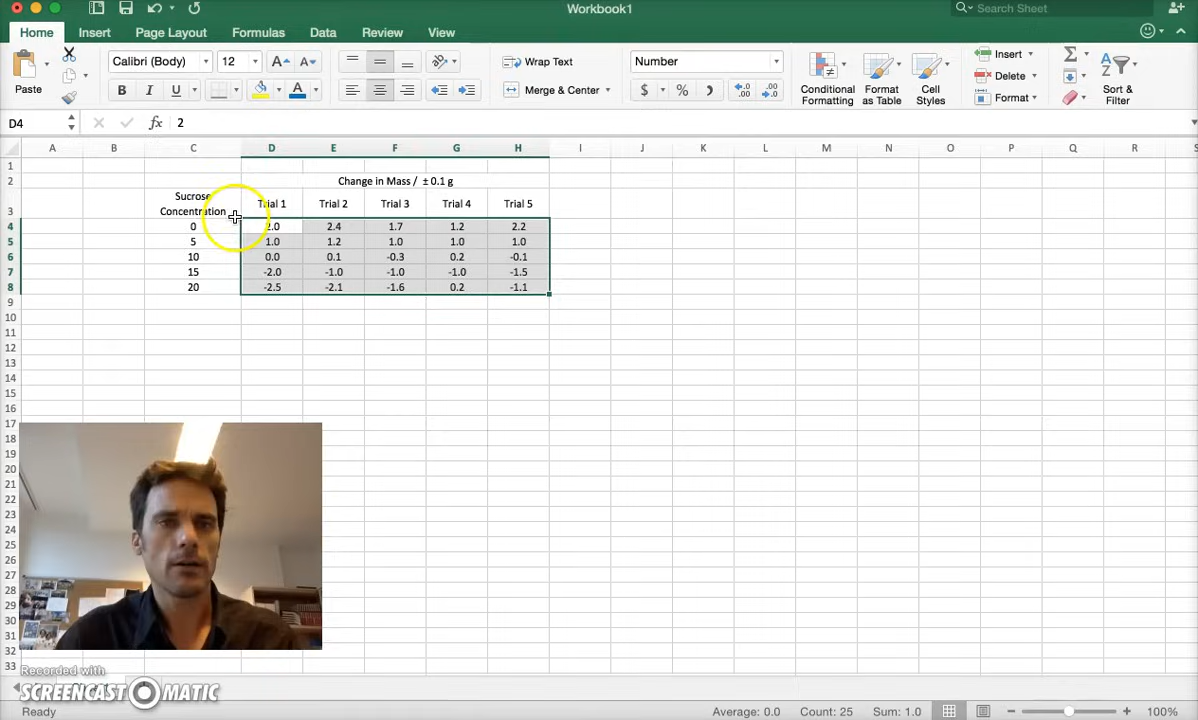 Workbook1
Search Sheet
Home Insert Page Layout Formulas Data Review View
Paste
Calibri (Body) 12
Wrap Text
Merge & Center
Number
$ % 
Conditional Formatting
Format as Table
Cell Styles
Insert
Delete
Format
Sort & Filter
D4 fx 2
A B C D E F G H I J K L M N O P Q R S
1
2 Change in Mass / ± 0.1 g
3 Sucrose Concentration Trial 1 Trial 2 Trial 3 Trial 4 Trial 5
4 0 2.0 2.4 1.7 1.2 2.2
5 5 1.0 1.2 1.0 1.0 1.0
6 10 0.0 0.1 -0.3 0.2 -0.1
7 15 -2.0 -1.0 -1.0 -1.0 -1.5
8 20 -2.5 -2.1 -1.6 0.2 -1.1
9
10
11
12
13
14
15
16
17
18
19
20
21
22
23
24
25
26
27
28
29
30
31
32
33
Recorded with
SCREENCAST MATIC
Ready Average: 0.0 Count: 25 Sum: 1.0 100%